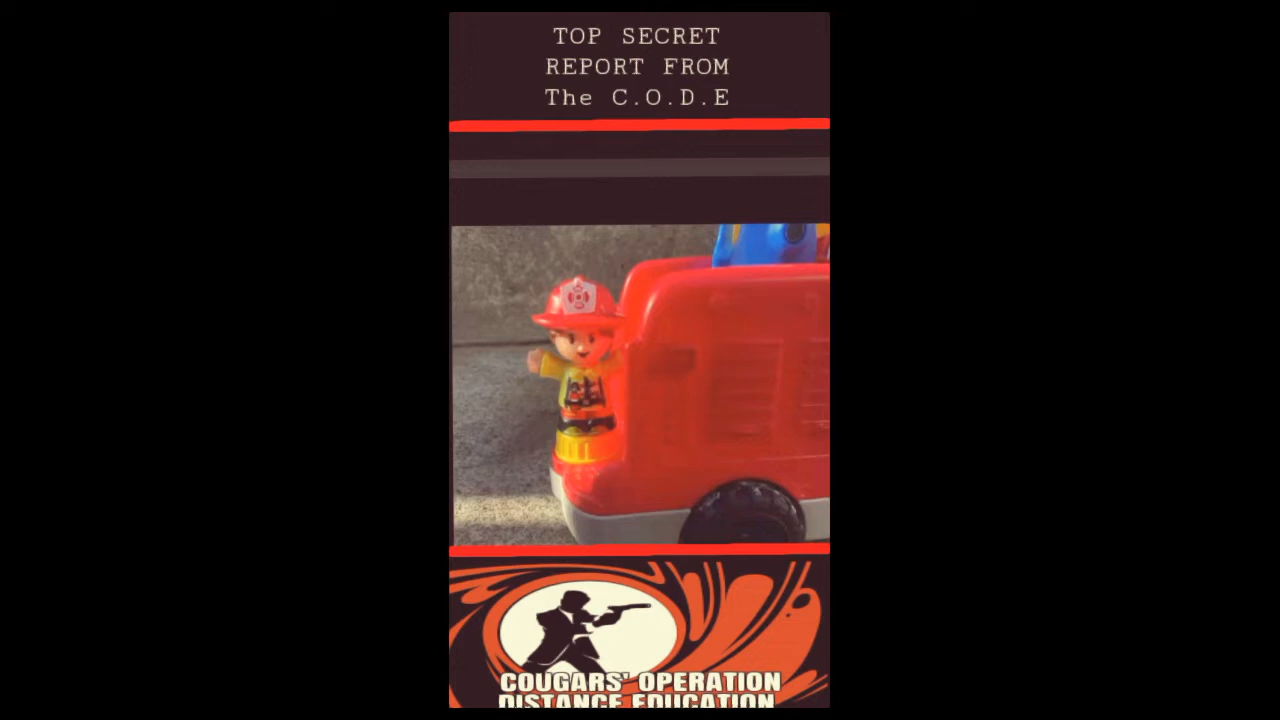 TOP SECRET
REPORT FROM
The C.O.D.E
COUGARS' OPERATION
DISTANCE EDUCATION